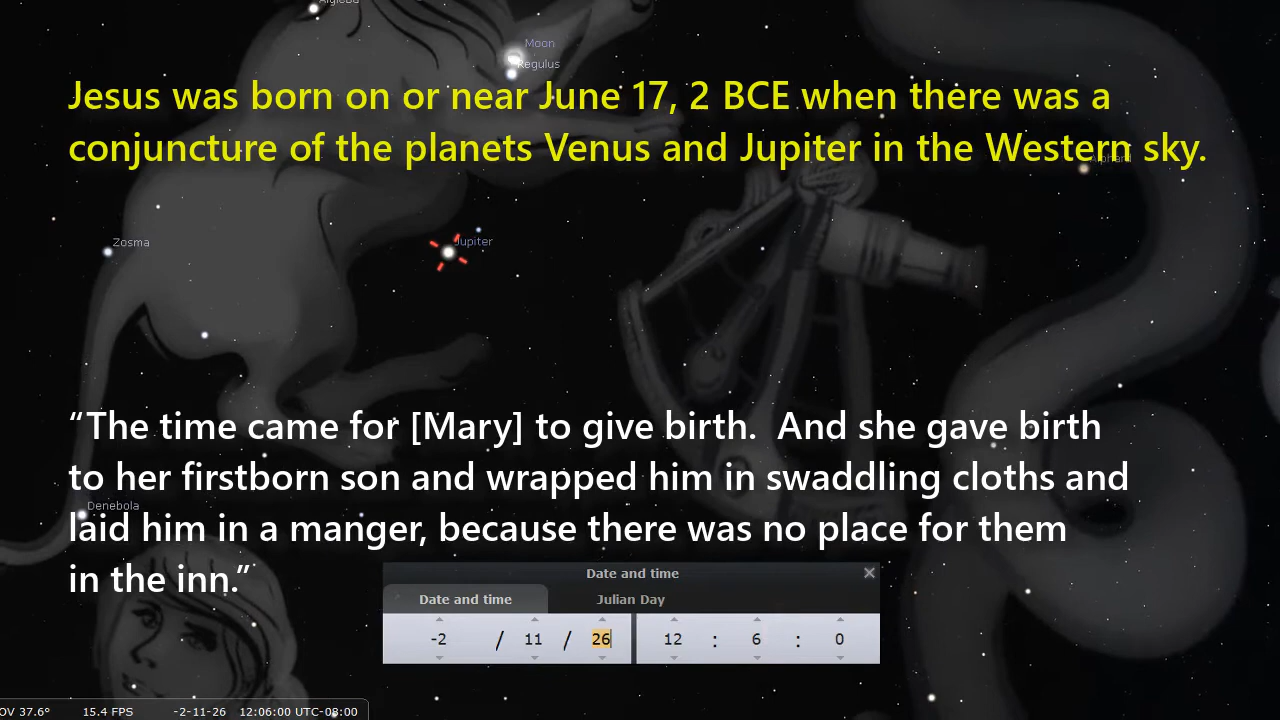 Moon
Regulus
Jesus was born on or near June 17, 2 BCE when there was a
conjuncture of the planets Venus and Jupiter in the Western sky.
Zosma
Jupiter
“The time came for [Mary] to give birth.  And she gave birth
to her firstborn son and wrapped him in swaddling cloths and
Denebola
laid him in a manger, because there was no place for them
in the inn.”
Date and time
Date and time
Julian Day
-2 / 11 / 26 12 : 6 : 0
OV 37.6° 15.4 FPS -2-11-26 12:06:00 UTC-08:00